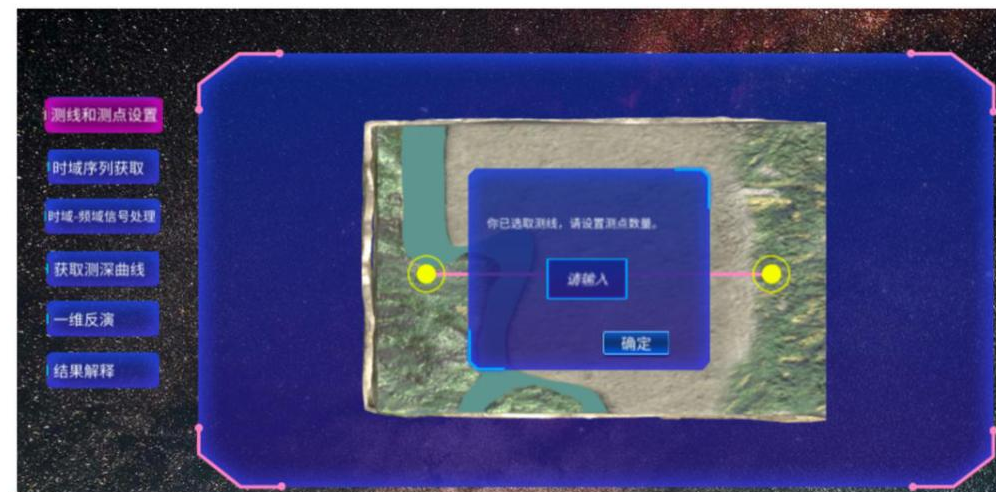 测线和测点设置
时域序列获取
时域-频域信号处理
获取测深曲线
一维反演
结果解释
你已选取测线，请设置测点数量。
请输入
确定